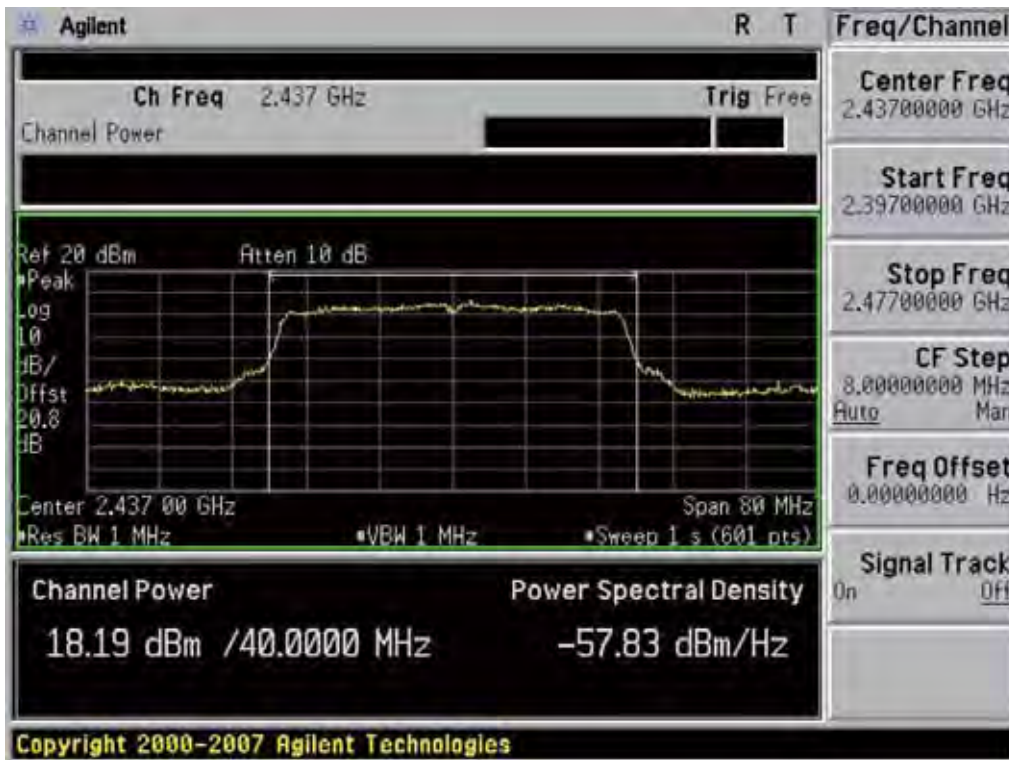 Agilent R T
Freq/Channel
Ch Freq 2.437 GHz Trig Free
Channel Power
Ref 20 dBm Atten 10 dB
Peak
Log
10
dB/
Offst
20.8
dB
Center 2.437 00 GHz Span 80 MHz
Res BW 1 MHz VBW 1 MHz Sweep 1 s (601 pts)
Channel Power Power Spectral Density
18.19 dBm /40.0000 MHz -57.83 dBm/Hz
Center Freq
2.43700000 GHz
Start Freq
2.39700000 GHz
Stop Freq
2.47700000 GHz
CF Step
8.00000000 MHz
Auto Man
Freq Offset
0.00000000 Hz
Signal Track
On Off
Copyright 2000-2007 Agilent Technologies